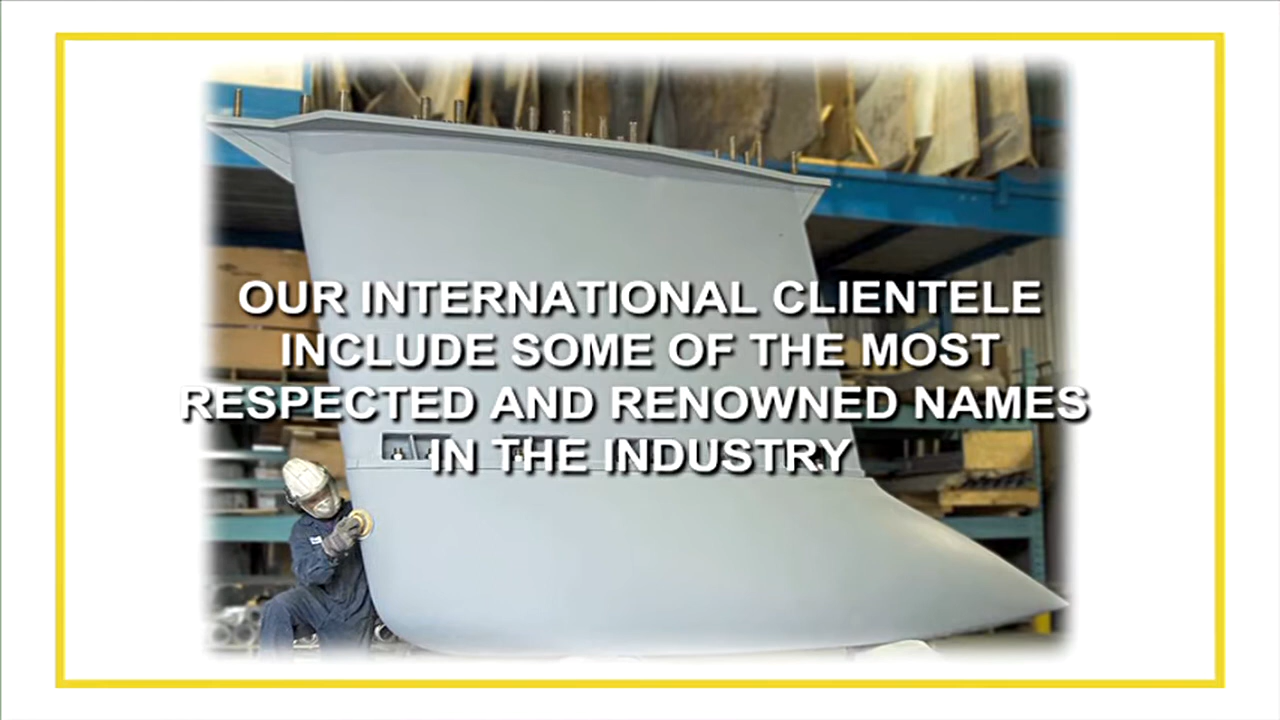 OUR INTERNATIONAL CLIENTELE
INCLUDE SOME OF THE MOST
RESPECTED AND RENOWNED NAMES
IN THE INDUSTRY